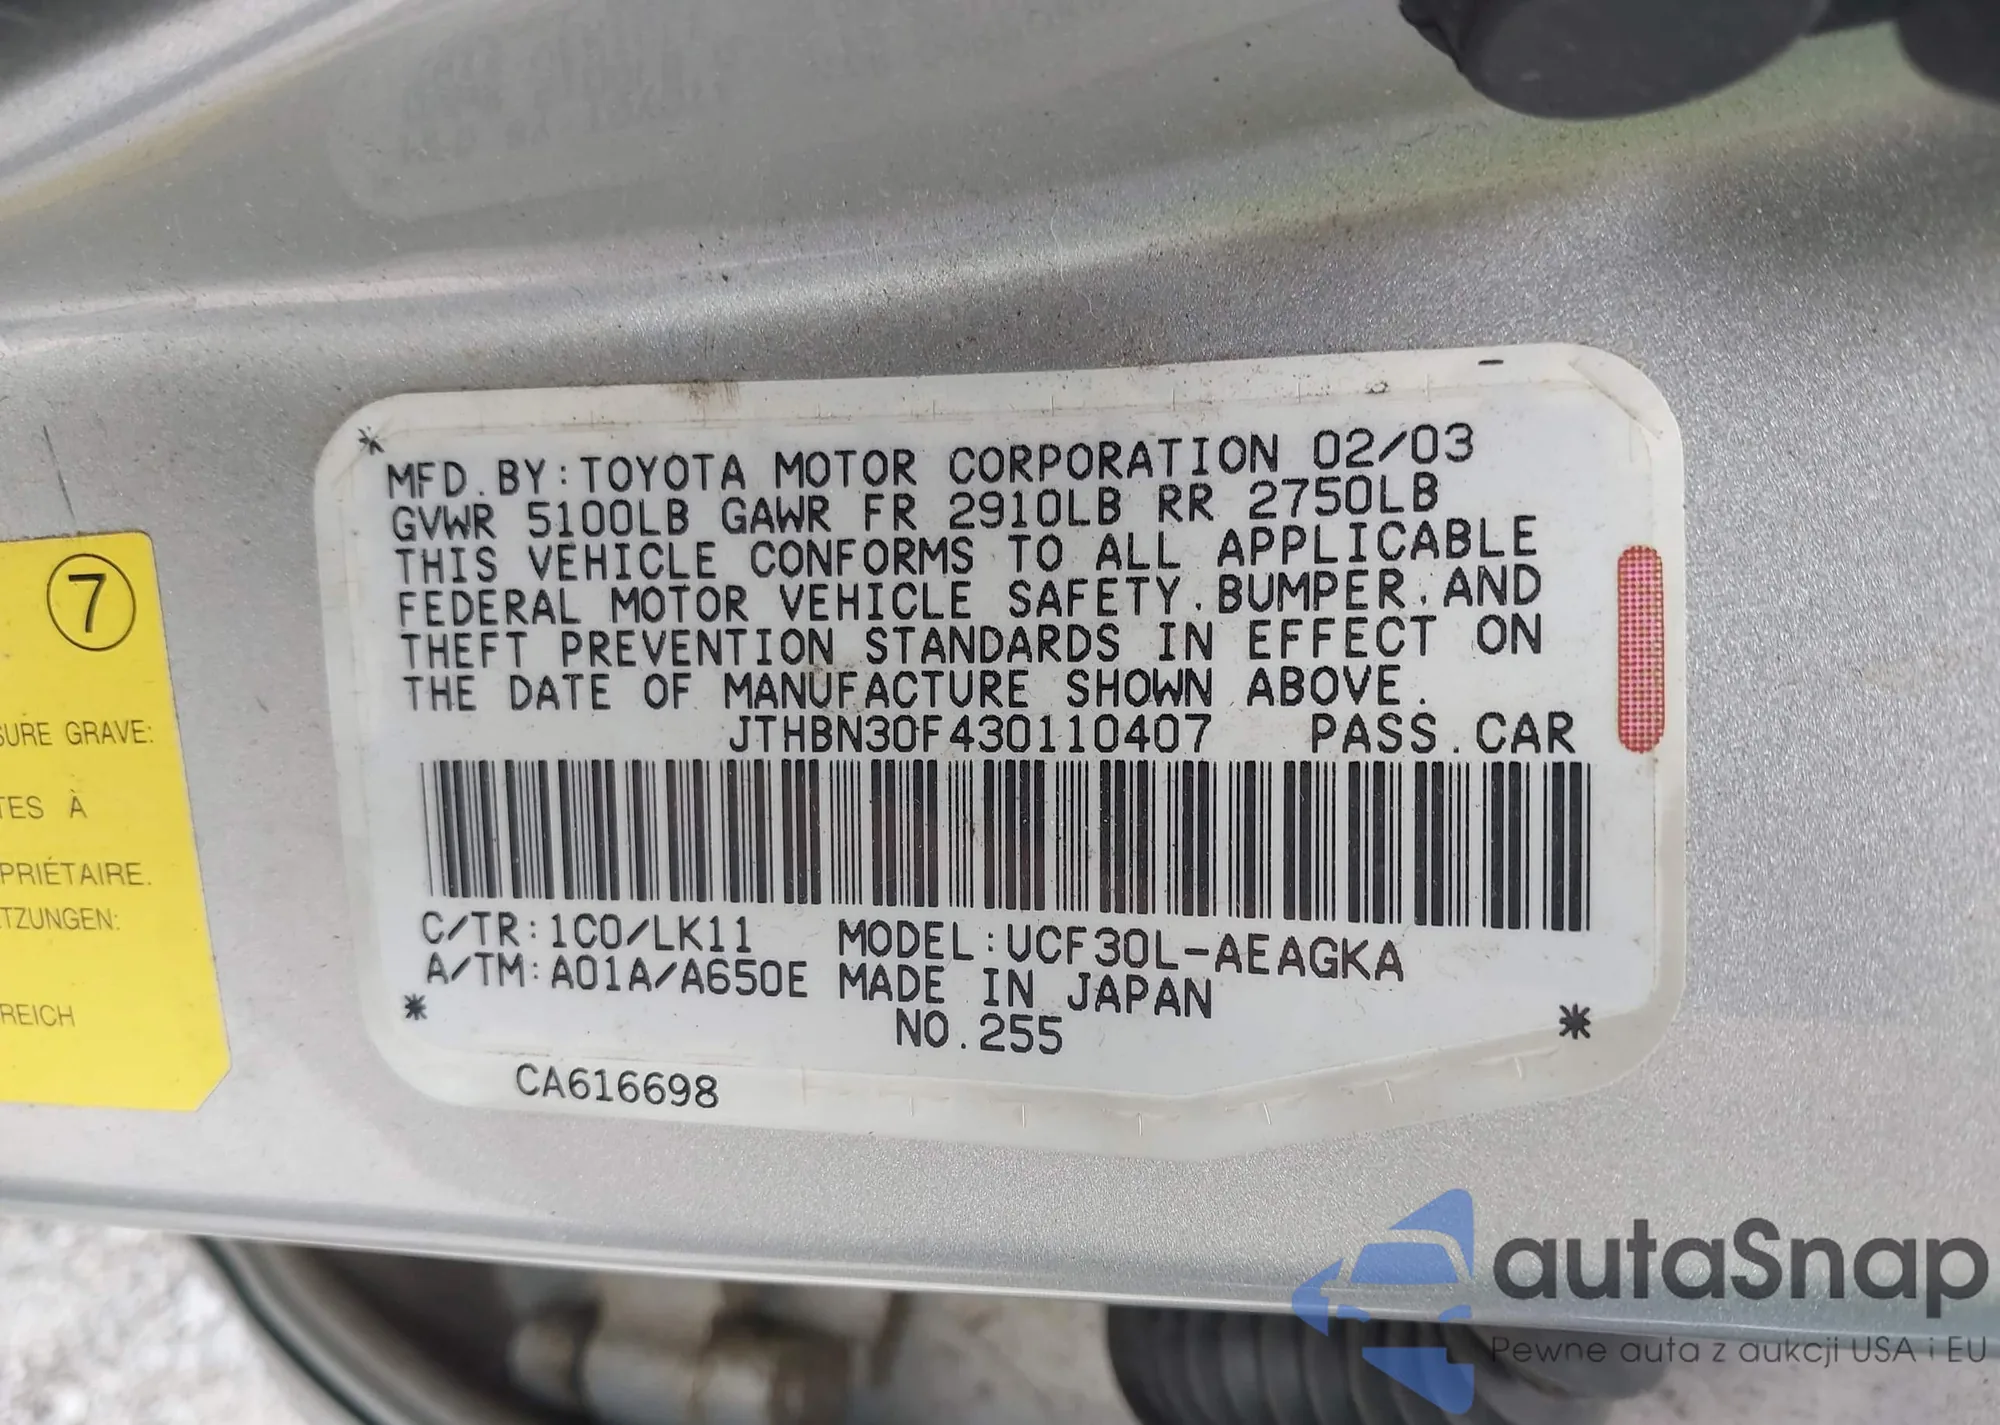 MFD. BY:TOYOTA MOTOR CORPORATION 02/03
GVWR 5100LB GAWR FR 2910LB RR 2750LB
THIS VEHICLE CONFORMS TO ALL APPLICABLE
FEDERAL MOTOR VEHICLE SAFETY.BUMPER.AND
THEFT PREVENTION STANDARDS IN EFFECT ON
THE DATE OF MANUFACTURE SHOWN ABOVE.
JTHBN30F430110407 PASS.CAR
C/TR:1C0/LK11 MODEL:UCF30L-AEAGKA
A/TM:A01A/A650E MADE IN JAPAN
NO.255
CA616698
7
SURE GRAVE:
TES À
PRIÉTAIRE.
TZUNGEN:
REICH
autaSnap
Pewne auta z aukcji USA i EU